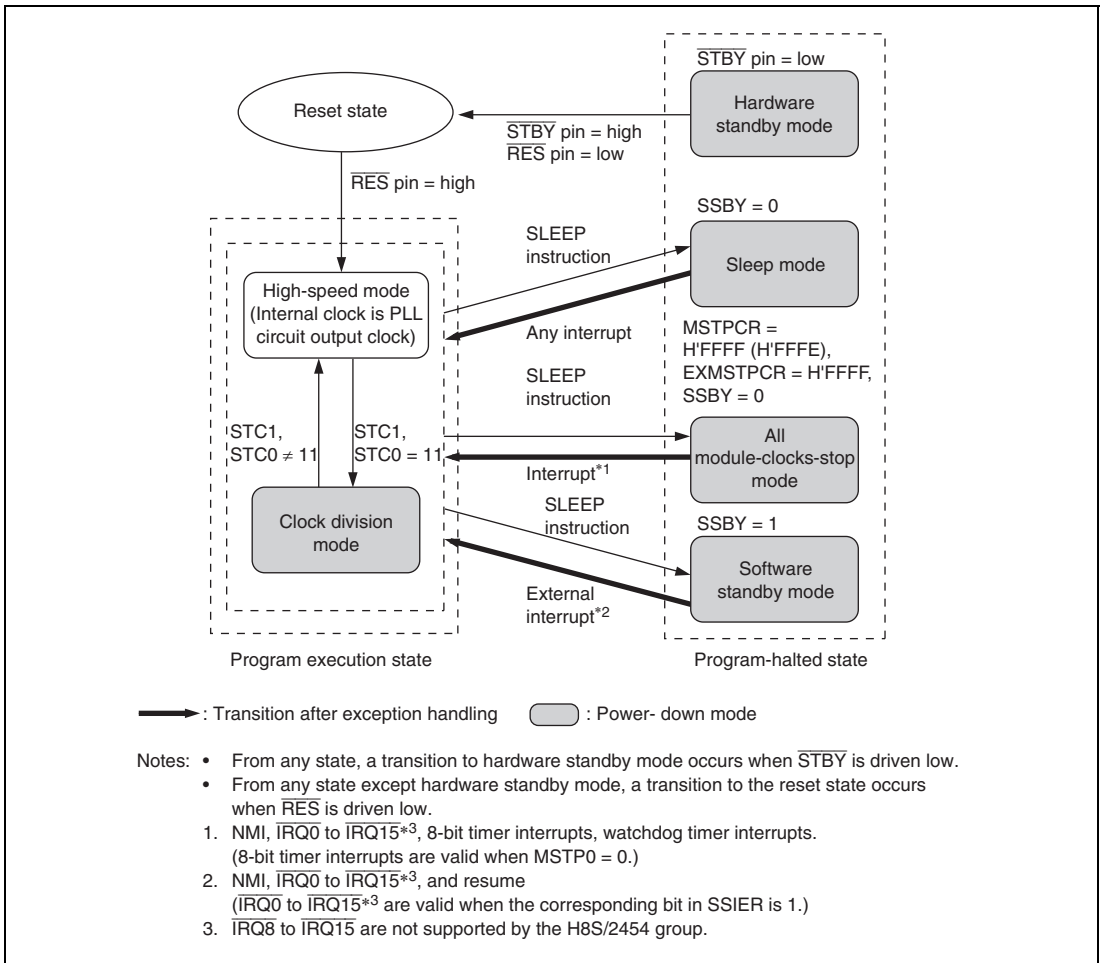 STBY pin = low
Hardware
standby mode
Reset state
STBY pin = high
RES pin = low
RES pin = high
SSBY = 0
SLEEP
instruction
Sleep mode
High-speed mode
(Internal clock is PLL
circuit output clock)
Any interrupt
MSTPCR =
H'FFFF (H'FFFE),
EXMSTPCR = H'FFFF,
SSBY = 0
SLEEP
instruction
STC1,
STC0 ≠ 11
STC1,
STC0 = 11
All
module-clocks-stop
mode
Interrupt*1
SLEEP
instruction
SSBY = 1
Clock division
mode
Software
standby mode
External
interrupt*2
Program execution state
Program-halted state
: Transition after exception handling
: Power- down mode
Notes: • From any state, a transition to hardware standby mode occurs when STBY is driven low.
• From any state except hardware standby mode, a transition to the reset state occurs
when RES is driven low.
1. NMI, IRQ0 to IRQ15*3, 8-bit timer interrupts, watchdog timer interrupts.
(8-bit timer interrupts are valid when MSTP0 = 0.)
2. NMI, IRQ0 to IRQ15*3, and resume
(IRQ0 to IRQ15*3 are valid when the corresponding bit in SSIER is 1.)
3. IRQ8 to IRQ15 are not supported by the H8S/2454 group.